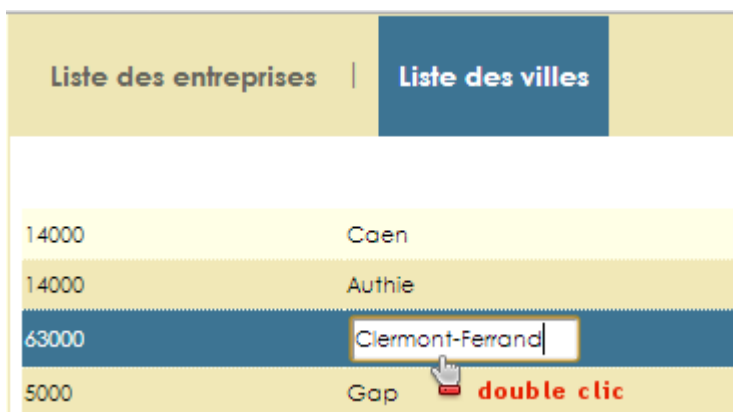 Liste des entreprises | Liste des villes
14000 Caen
14000 Authie
63000 Clermont-Ferrand
5000 Gap double clic